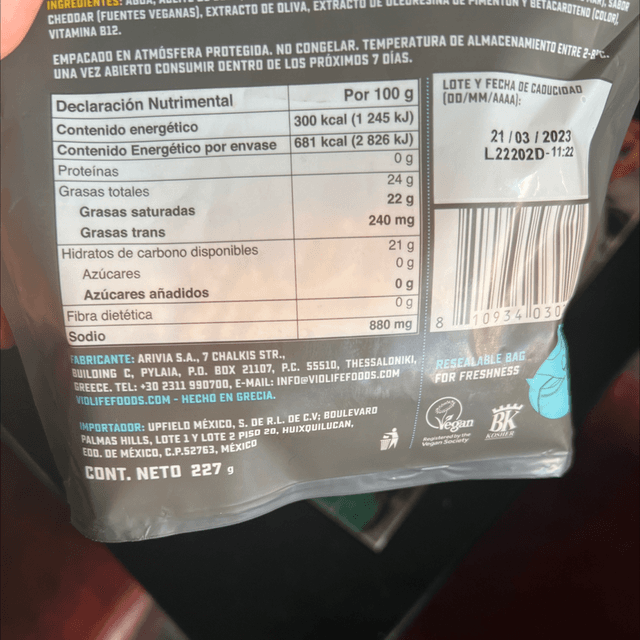 INGREDIENTES: AGUA,
SABOR
CHEDDAR (FUENTES VEGANAS), EXTRACTO DE OLIVA, EXTRACTO DE OLEORESINA DE PIMENTÓN Y BETACAROTENO (COLOR),
VITAMINA B12.
EMPACADO EN ATMÓSFERA PROTEGIDA. NO CONGELAR. TEMPERATURA DE ALMACENAMIENTO ENTRE 2-8°C.
UNA VEZ ABIERTO CONSUMIR DENTRO DE LOS PRÓXIMOS 7 DÍAS.
Declaración Nutrimental Por 100 g
Contenido energético 300 kcal (1 245 kJ)
Contenido Energético por envase 681 kcal (2 826 kJ)
Proteínas 0 g
Grasas totales 24 g
Grasas saturadas 22 g
Grasas trans 240 mg
Hidratos de carbono disponibles 21 g
Azúcares 0 g
Azúcares añadidos 0 g
Fibra dietética 0 g
Sodio 880 mg
LOTE Y FECHA DE CADUCIDAD
(DD/MM/AAAA):
21/03/2023
L22202D-11:22
8 10934 030
FABRICANTE: ARIVIA S.A., 7 CHALKIS STR.,
BUILDING C, PYLAIA, P.O. BOX 21107, P.C. 55510, THESSALONIKI,
GREECE. TEL: +30 2311 990700, E-MAIL: INFO@VIOLIFEFOODS.COM
VIOLIFEFOODS.COM - HECHO EN GRECIA.
RESEALABLE BAG
FOR FRESHNESS
IMPORTADOR: UPFIELD MÉXICO, S. DE R.L. DE C.V; BOULEVARD
PALMAS HILLS, LOTE 1 Y LOTE 2 PISO 20, HUIXQUILUCAN,
EDO. DE MÉXICO, C.P.52763, MÉXICO
CONT. NETO 227 g
Vegan
Registered by the
Vegan Society
BK
KOSHER